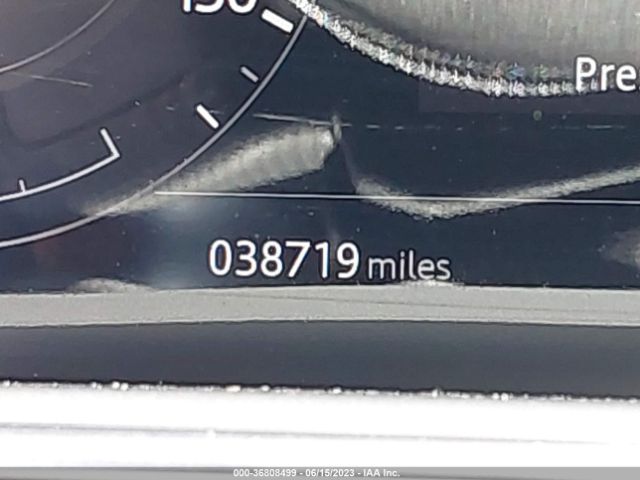 150
Pre
038719 miles
000-36808499 - 06/15/2023 - IAA Inc.